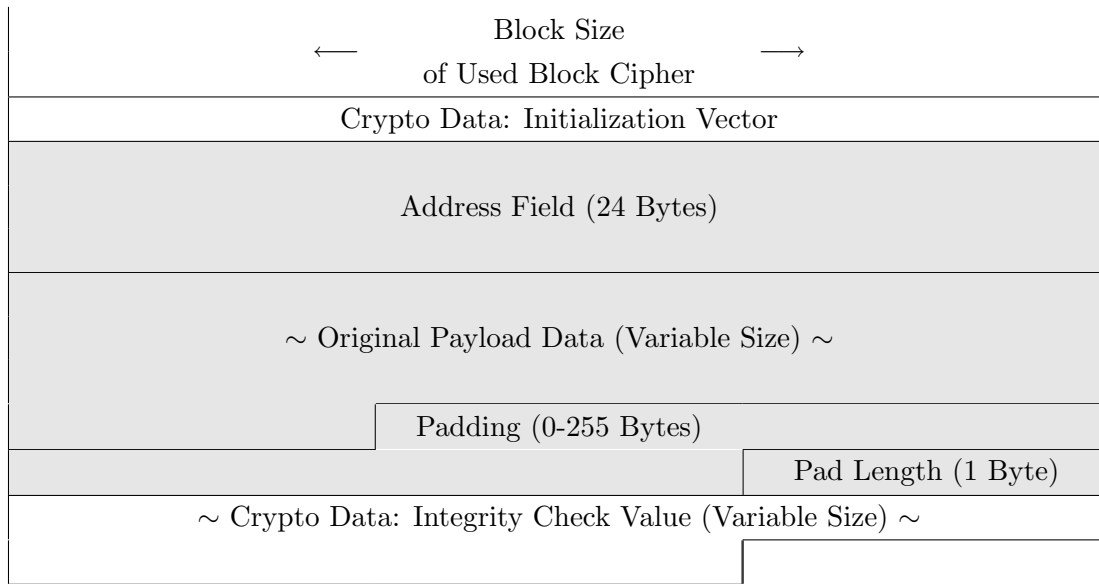 Block Size
← →
of Used Block Cipher
Crypto Data: Initialization Vector
Address Field (24 Bytes)
∼ Original Payload Data (Variable Size) ∼
Padding (0-255 Bytes)
Pad Length (1 Byte)
∼ Crypto Data: Integrity Check Value (Variable Size) ∼